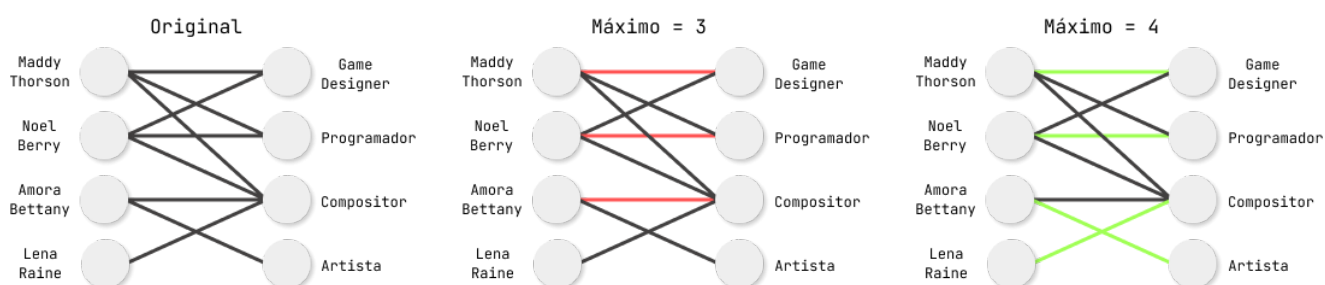 Original
Maddy
Thorson
Noel
Berry
Amora
Bettany
Lena
Raine
Game
Designer
Programador
Compositor
Artista
Máximo = 3
Maddy
Thorson
Noel
Berry
Amora
Bettany
Lena
Raine
Game
Designer
Programador
Compositor
Artista
Máximo = 4
Maddy
Thorson
Noel
Berry
Amora
Bettany
Lena
Raine
Game
Designer
Programador
Compositor
Artista